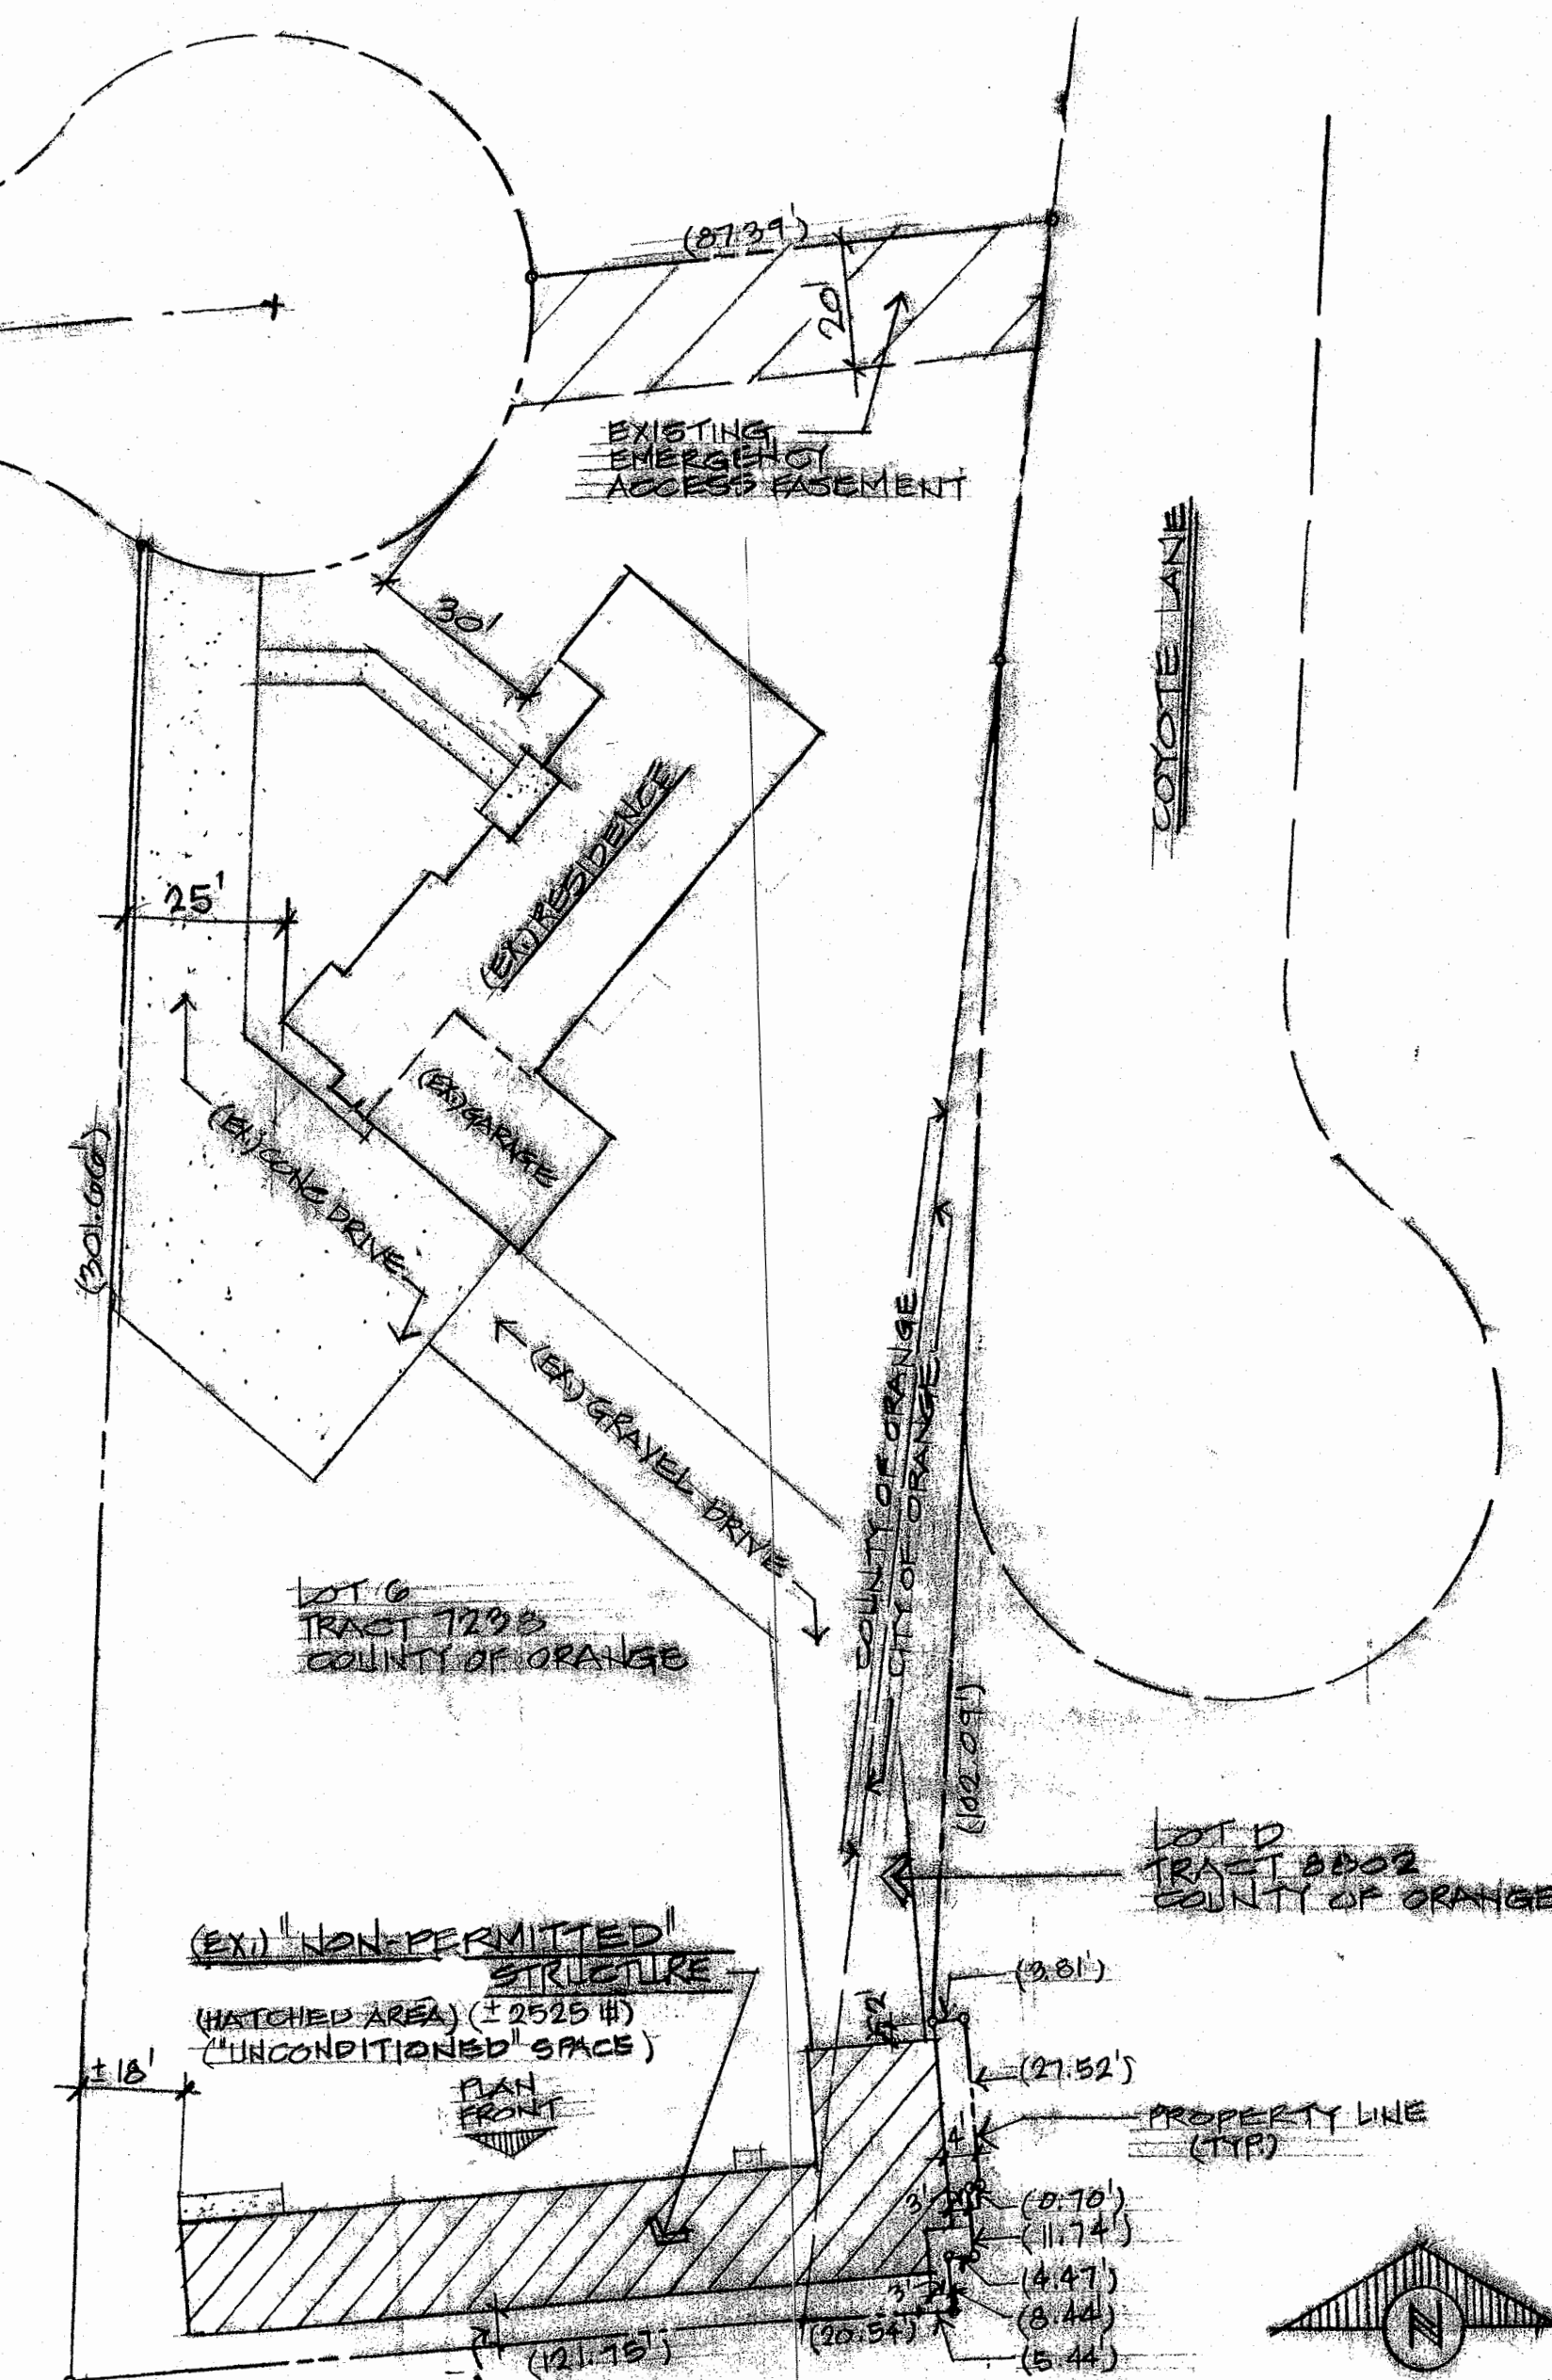 (87.39')
20'
EXISTING
EMERGENCY
ACCESS EASEMENT
COYOTE LANE
30'
(EX.) RESIDENCE
25'
(EX.) GARAGE
(EX.) CONC DRIVE
(301.66')
(EX.) GRAVEL DRIVE
COUNTY OF ORANGE
CITY OF ORANGE
LOT 6
TRACT 7238
COUNTY OF ORANGE
(102.09')
LOT D
TRACT
COUNTY OF ORANGE
(EX.) "NON-PERMITTED"
STRUCTURE
(HATCHED AREA) (±2525 #)
("UNCONDITIONED" SPACE)
±18'
PLAN
FRONT
(3.81')
(27.52')
PROPERTY LINE
(TYP.)
4'
3'
(0.70')
(11.74')
(4.47')
3'
(8.44')
(20.54')
(5.44')
(121.75')
N